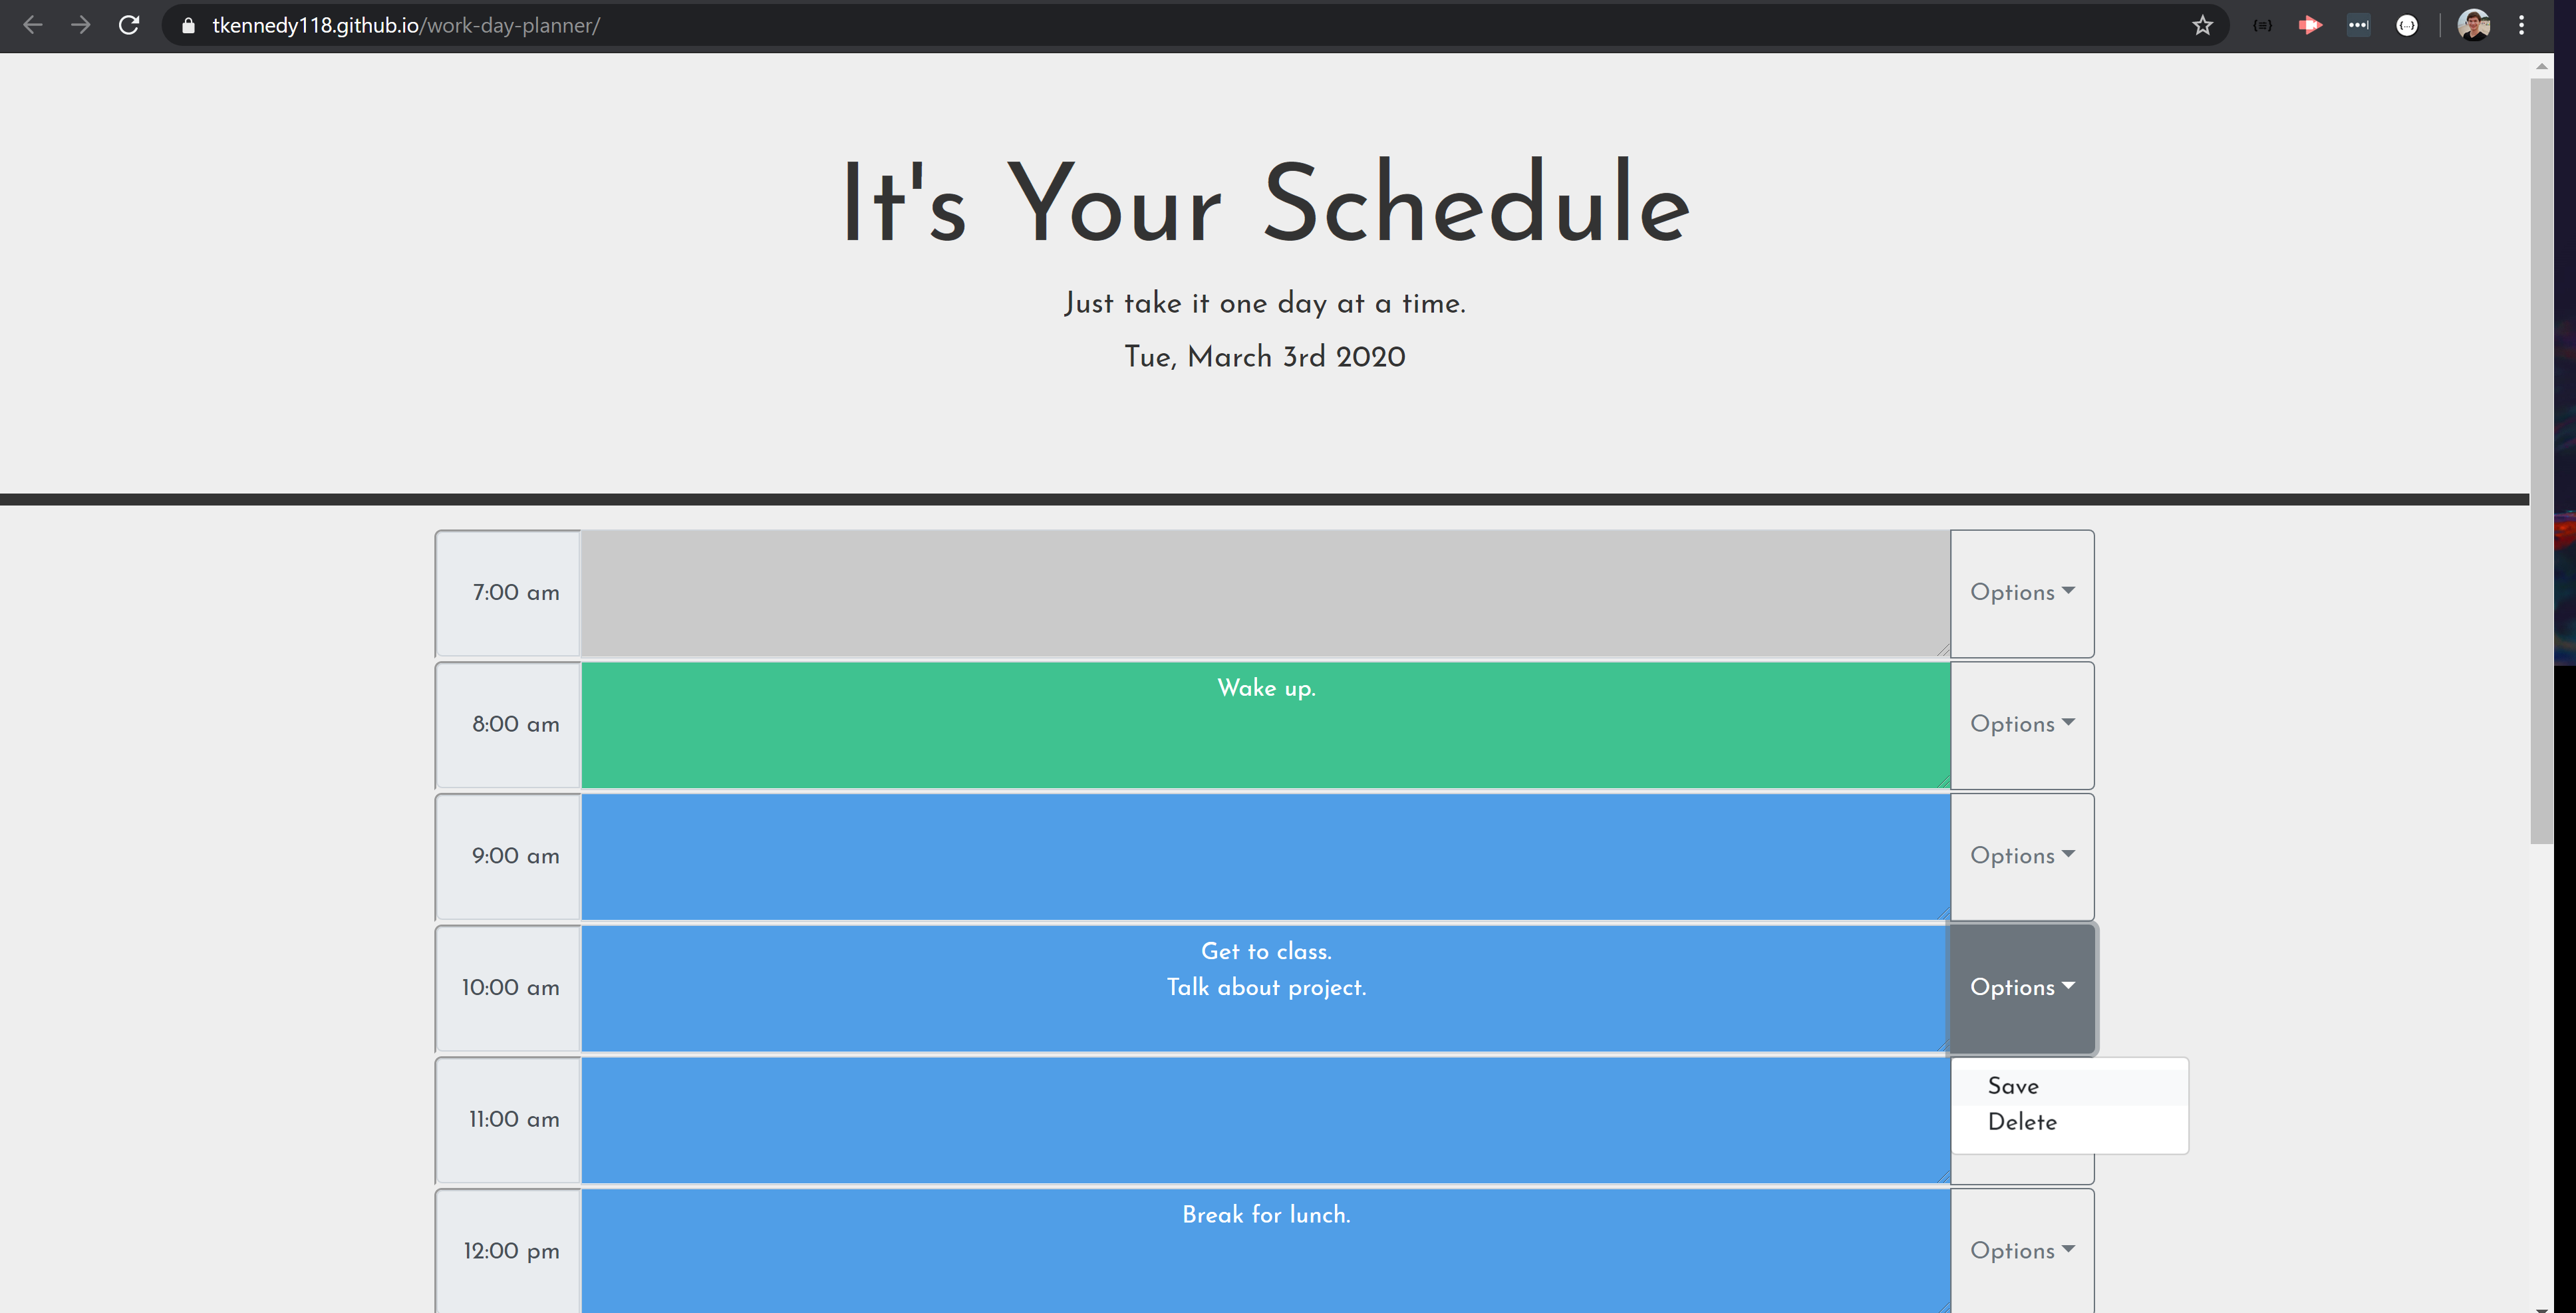 tkennedy118.github.io/work-day-planner/
It's Your Schedule
Just take it one day at a time.
Tue, March 3rd 2020
7:00 am
Options
8:00 am
Wake up.
Options
9:00 am
Options
10:00 am
Get to class.
Talk about project.
Options
11:00 am
Save
Delete
12:00 pm
Break for lunch.
Options